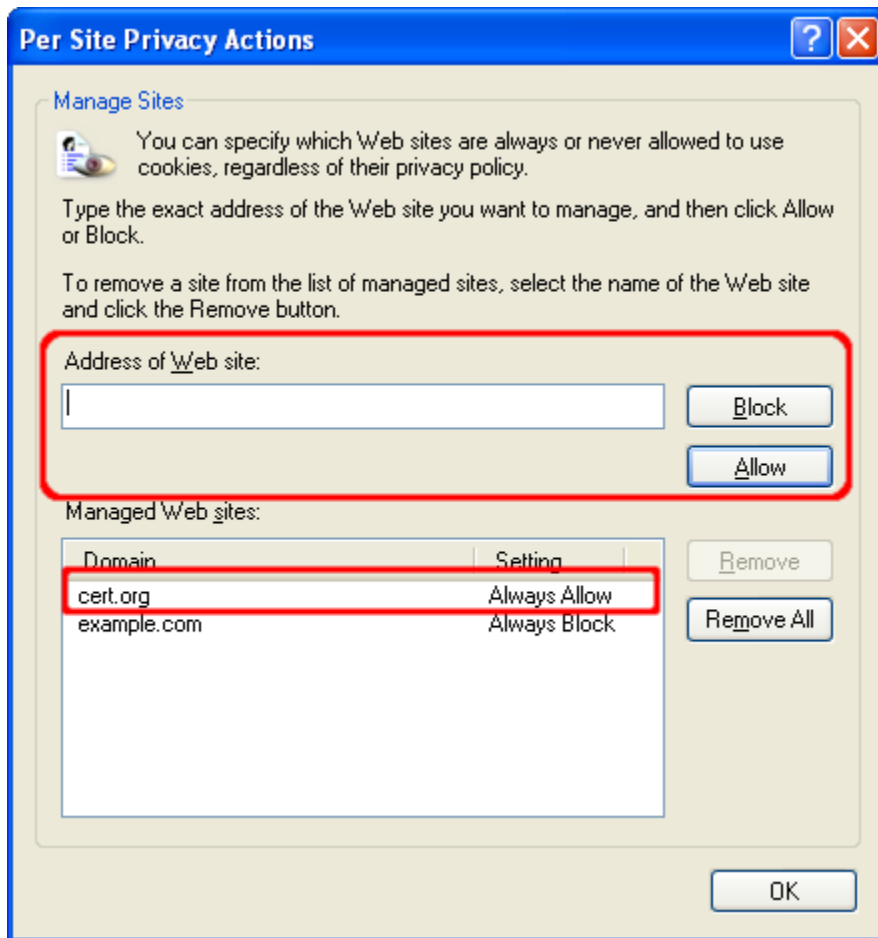 Per Site Privacy Actions
Manage Sites
You can specify which Web sites are always or never allowed to use
cookies, regardless of their privacy policy.
Type the exact address of the Web site you want to manage, and then click Allow
or Block.
To remove a site from the list of managed sites, select the name of the Web site
and click the Remove button.
Address of Web site:
Block
Allow
Managed Web sites:
Domain Setting
Remove
cert.org Always Allow
example.com Always Block
Remove All
OK